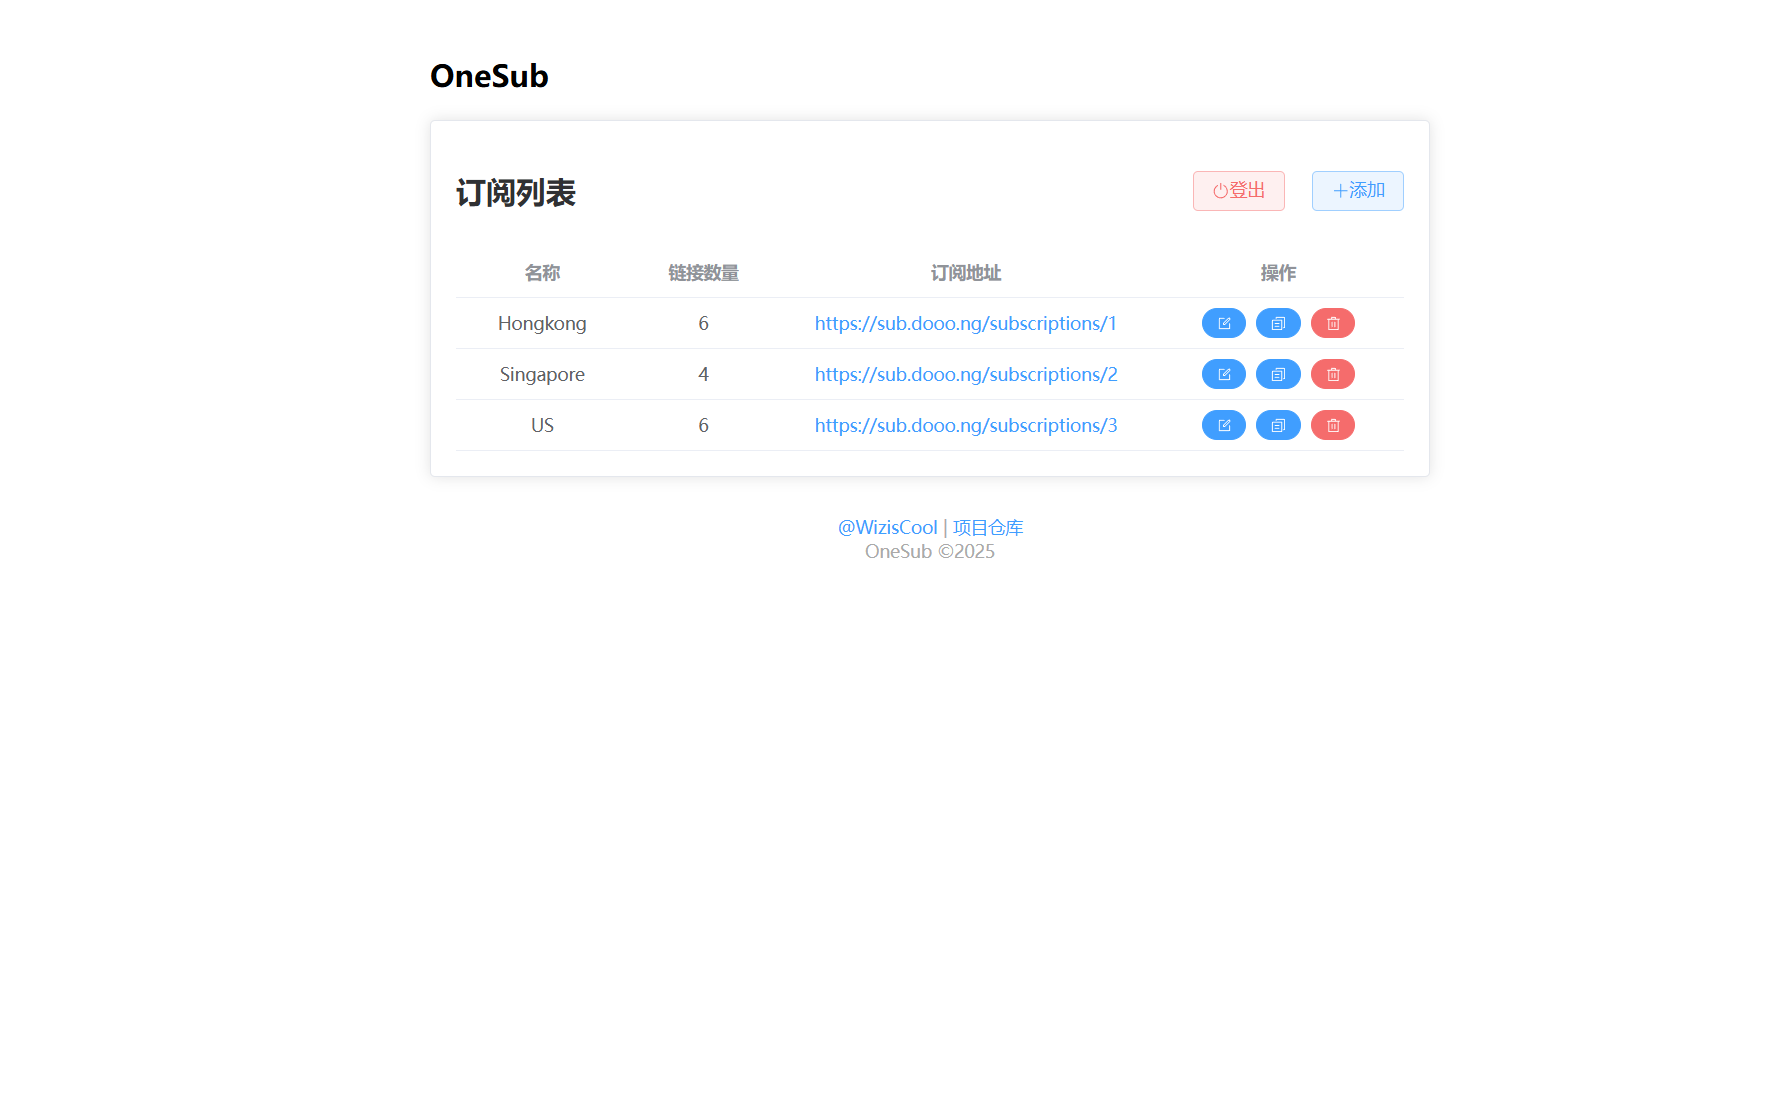 OneSub
订阅列表
登出
添加
名称 链接数量 订阅地址 操作
Hongkong 6 https://sub.dooo.ng/subscriptions/1
Singapore 4 https://sub.dooo.ng/subscriptions/2
US 6 https://sub.dooo.ng/subscriptions/3
@WizisCool | 项目仓库
OneSub ©2025